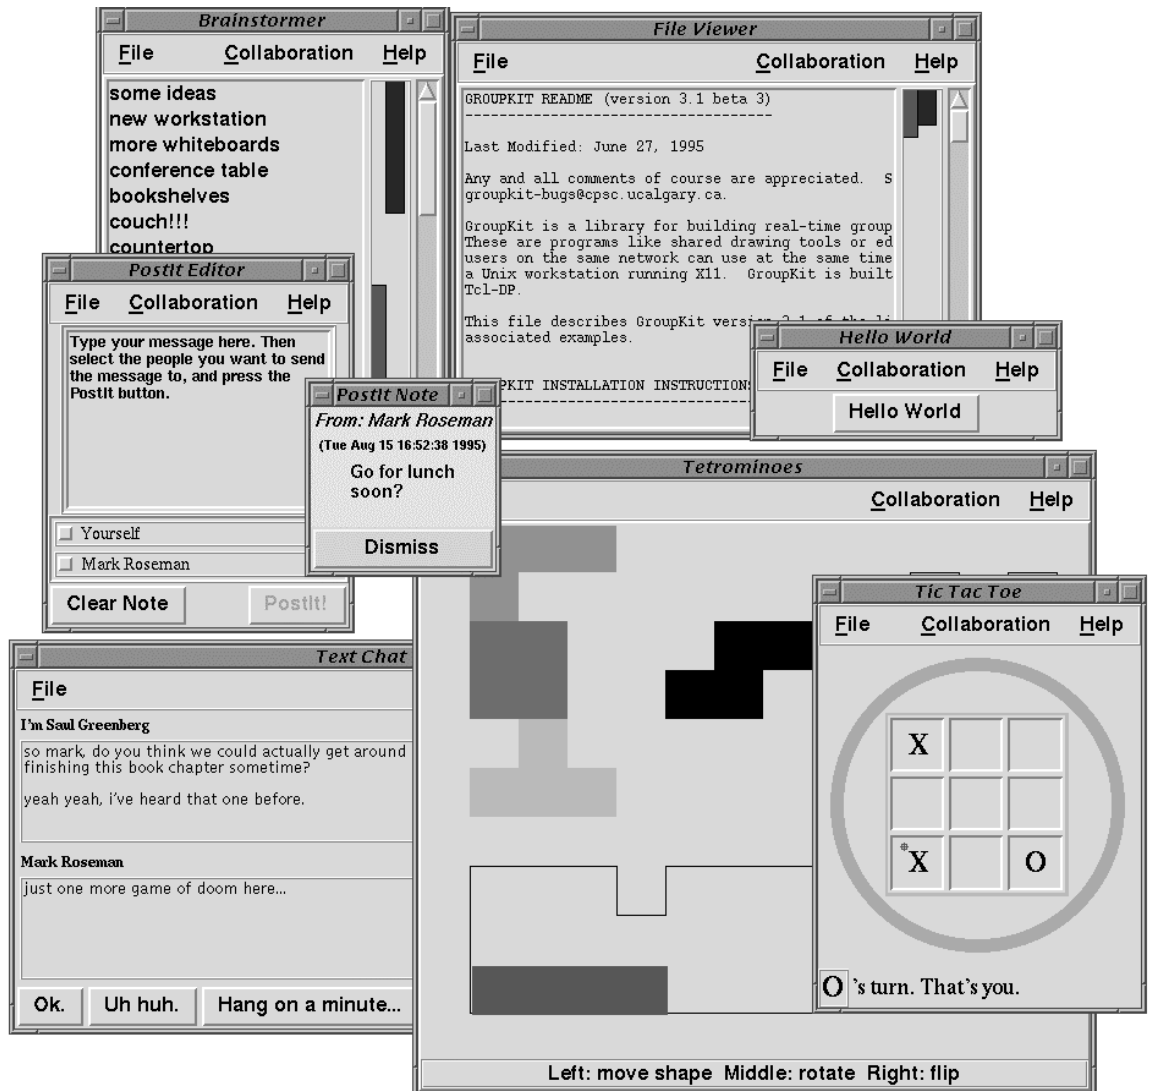 Brainstormer
File Collaboration Help
some ideas
new workstation
more whiteboards
conference table
bookshelves
couch!!!
countertop
File Viewer
File Collaboration Help
GROUPKIT README (version 3.1 beta 3)
------------------------------------
Last Modified: June 27, 1995
Any and all comments of course are appreciated. S
groupkit-bugs@cpsc.ucalgary.ca.
GroupKit is a library for building real-time group
These are programs like shared drawing tools or ed
users on the same network can use at the same time
a Unix workstation running X11. GroupKit is built
Tcl-DP.
This file describes GroupKit version 3.1 of the li
associated examples.
INSTALLATION INSTRUCTIONS
PostIt Editor
File Collaboration Help
Type your message here. Then
select the people you want to send
the message to, and press the
PostIt button.
Yourself
Mark Roseman
Clear Note PostIt!
PostIt Note
From: Mark Roseman
(Tue Aug 15 16:52:38 1995)
Go for lunch
soon?
Dismiss
Hello World
File Collaboration Help
Hello World
Tetrominoes
Collaboration Help
Left: move shape Middle: rotate Right: flip
Text Chat
File
I'm Saul Greenberg
so mark, do you think we could actually get around
finishing this book chapter sometime?
yeah yeah, i've heard that one before.
Mark Roseman
just one more game of doom here...
Ok. Uh huh. Hang on a minute...
Tic Tac Toe
File Collaboration Help
X
X O
O 's turn. That's you.